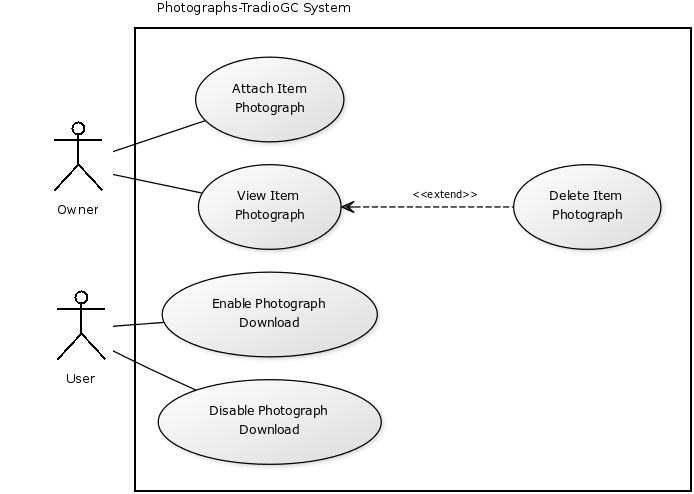 Photographs-TradioGC System
Attach Item
Photograph
Owner
View Item
Photograph
<<extend>>
Delete Item
Photograph
Enable Photograph
Download
User
Disable Photograph
Download